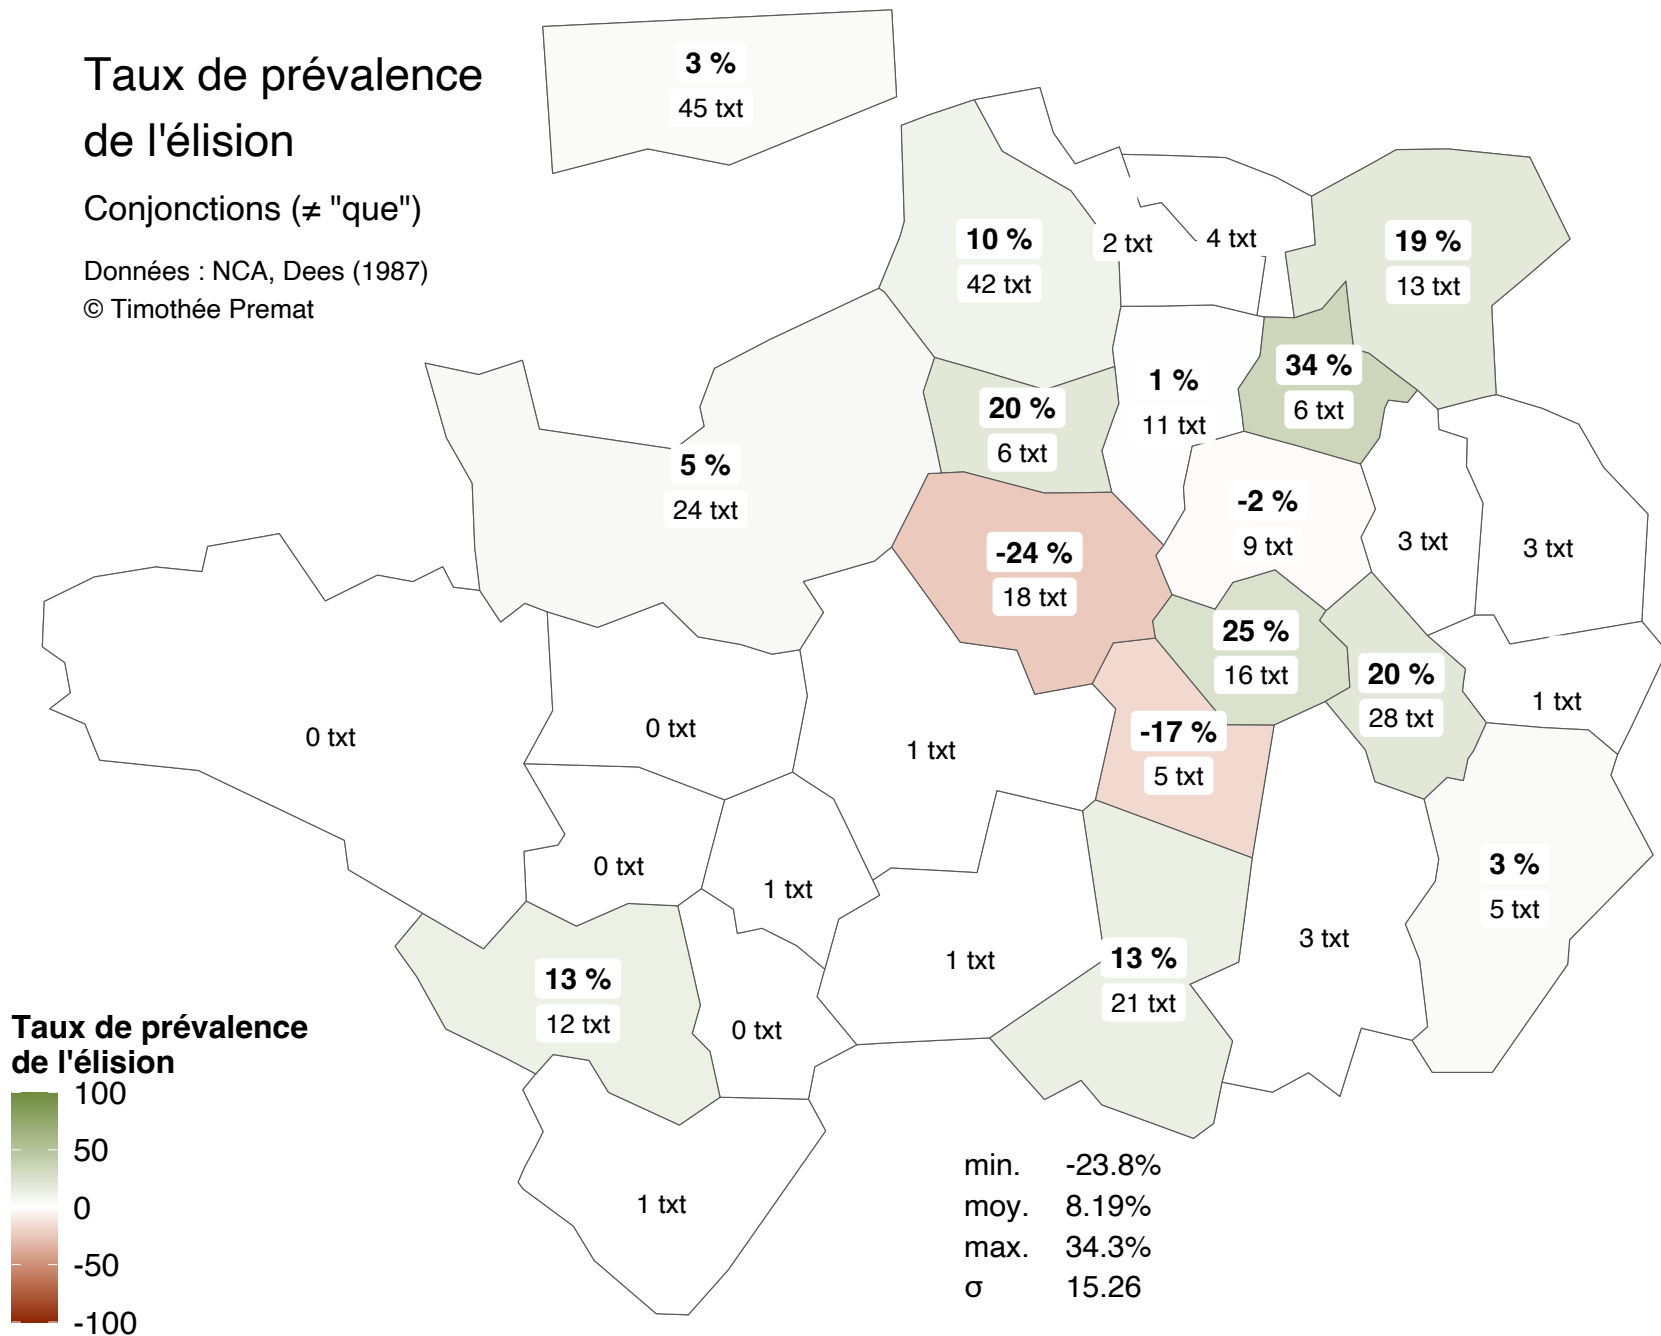 Taux de prévalence
de l'élision
Conjonctions (≠ "que")
Données : NCA, Dees (1987)
© Timothée Premat
3 %
45 txt
10 %
42 txt
2 txt
4 txt
19 %
13 txt
34 %
6 txt
1 %
11 txt
20 %
6 txt
5 %
24 txt
-2 %
9 txt
3 txt
3 txt
-24 %
18 txt
25 %
16 txt
20 %
28 txt
1 txt
0 txt
0 txt
1 txt
-17 %
5 txt
0 txt
1 txt
3 %
5 txt
3 txt
1 txt
13 %
21 txt
13 %
12 txt
0 txt
1 txt
Taux de prévalence
de l'élision
100
50
0
-50
-100
min. -23.8%
moy. 8.19%
max. 34.3%
σ 15.26